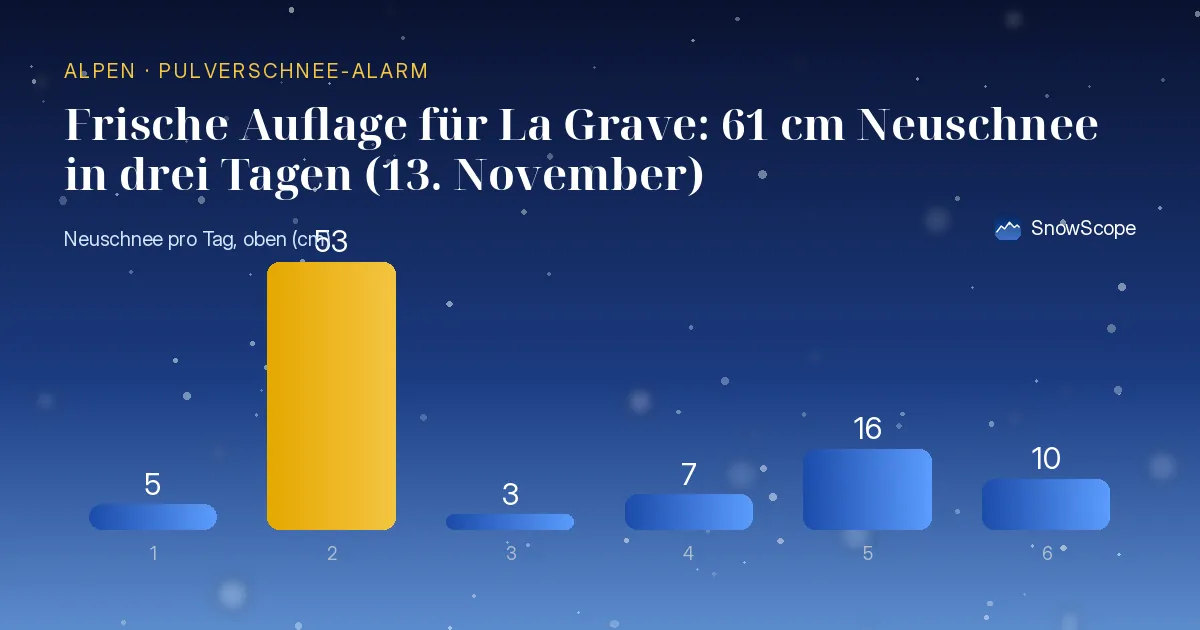 ALPEN · PULVERSCHNEE-ALARM
Frische Auflage für La Grave: 61 cm Neuschnee
in drei Tagen (13. November)
Neuschnee pro Tag, oben (cm)
SnowScope
53
5
3
7
16
10
1
2
3
4
5
6